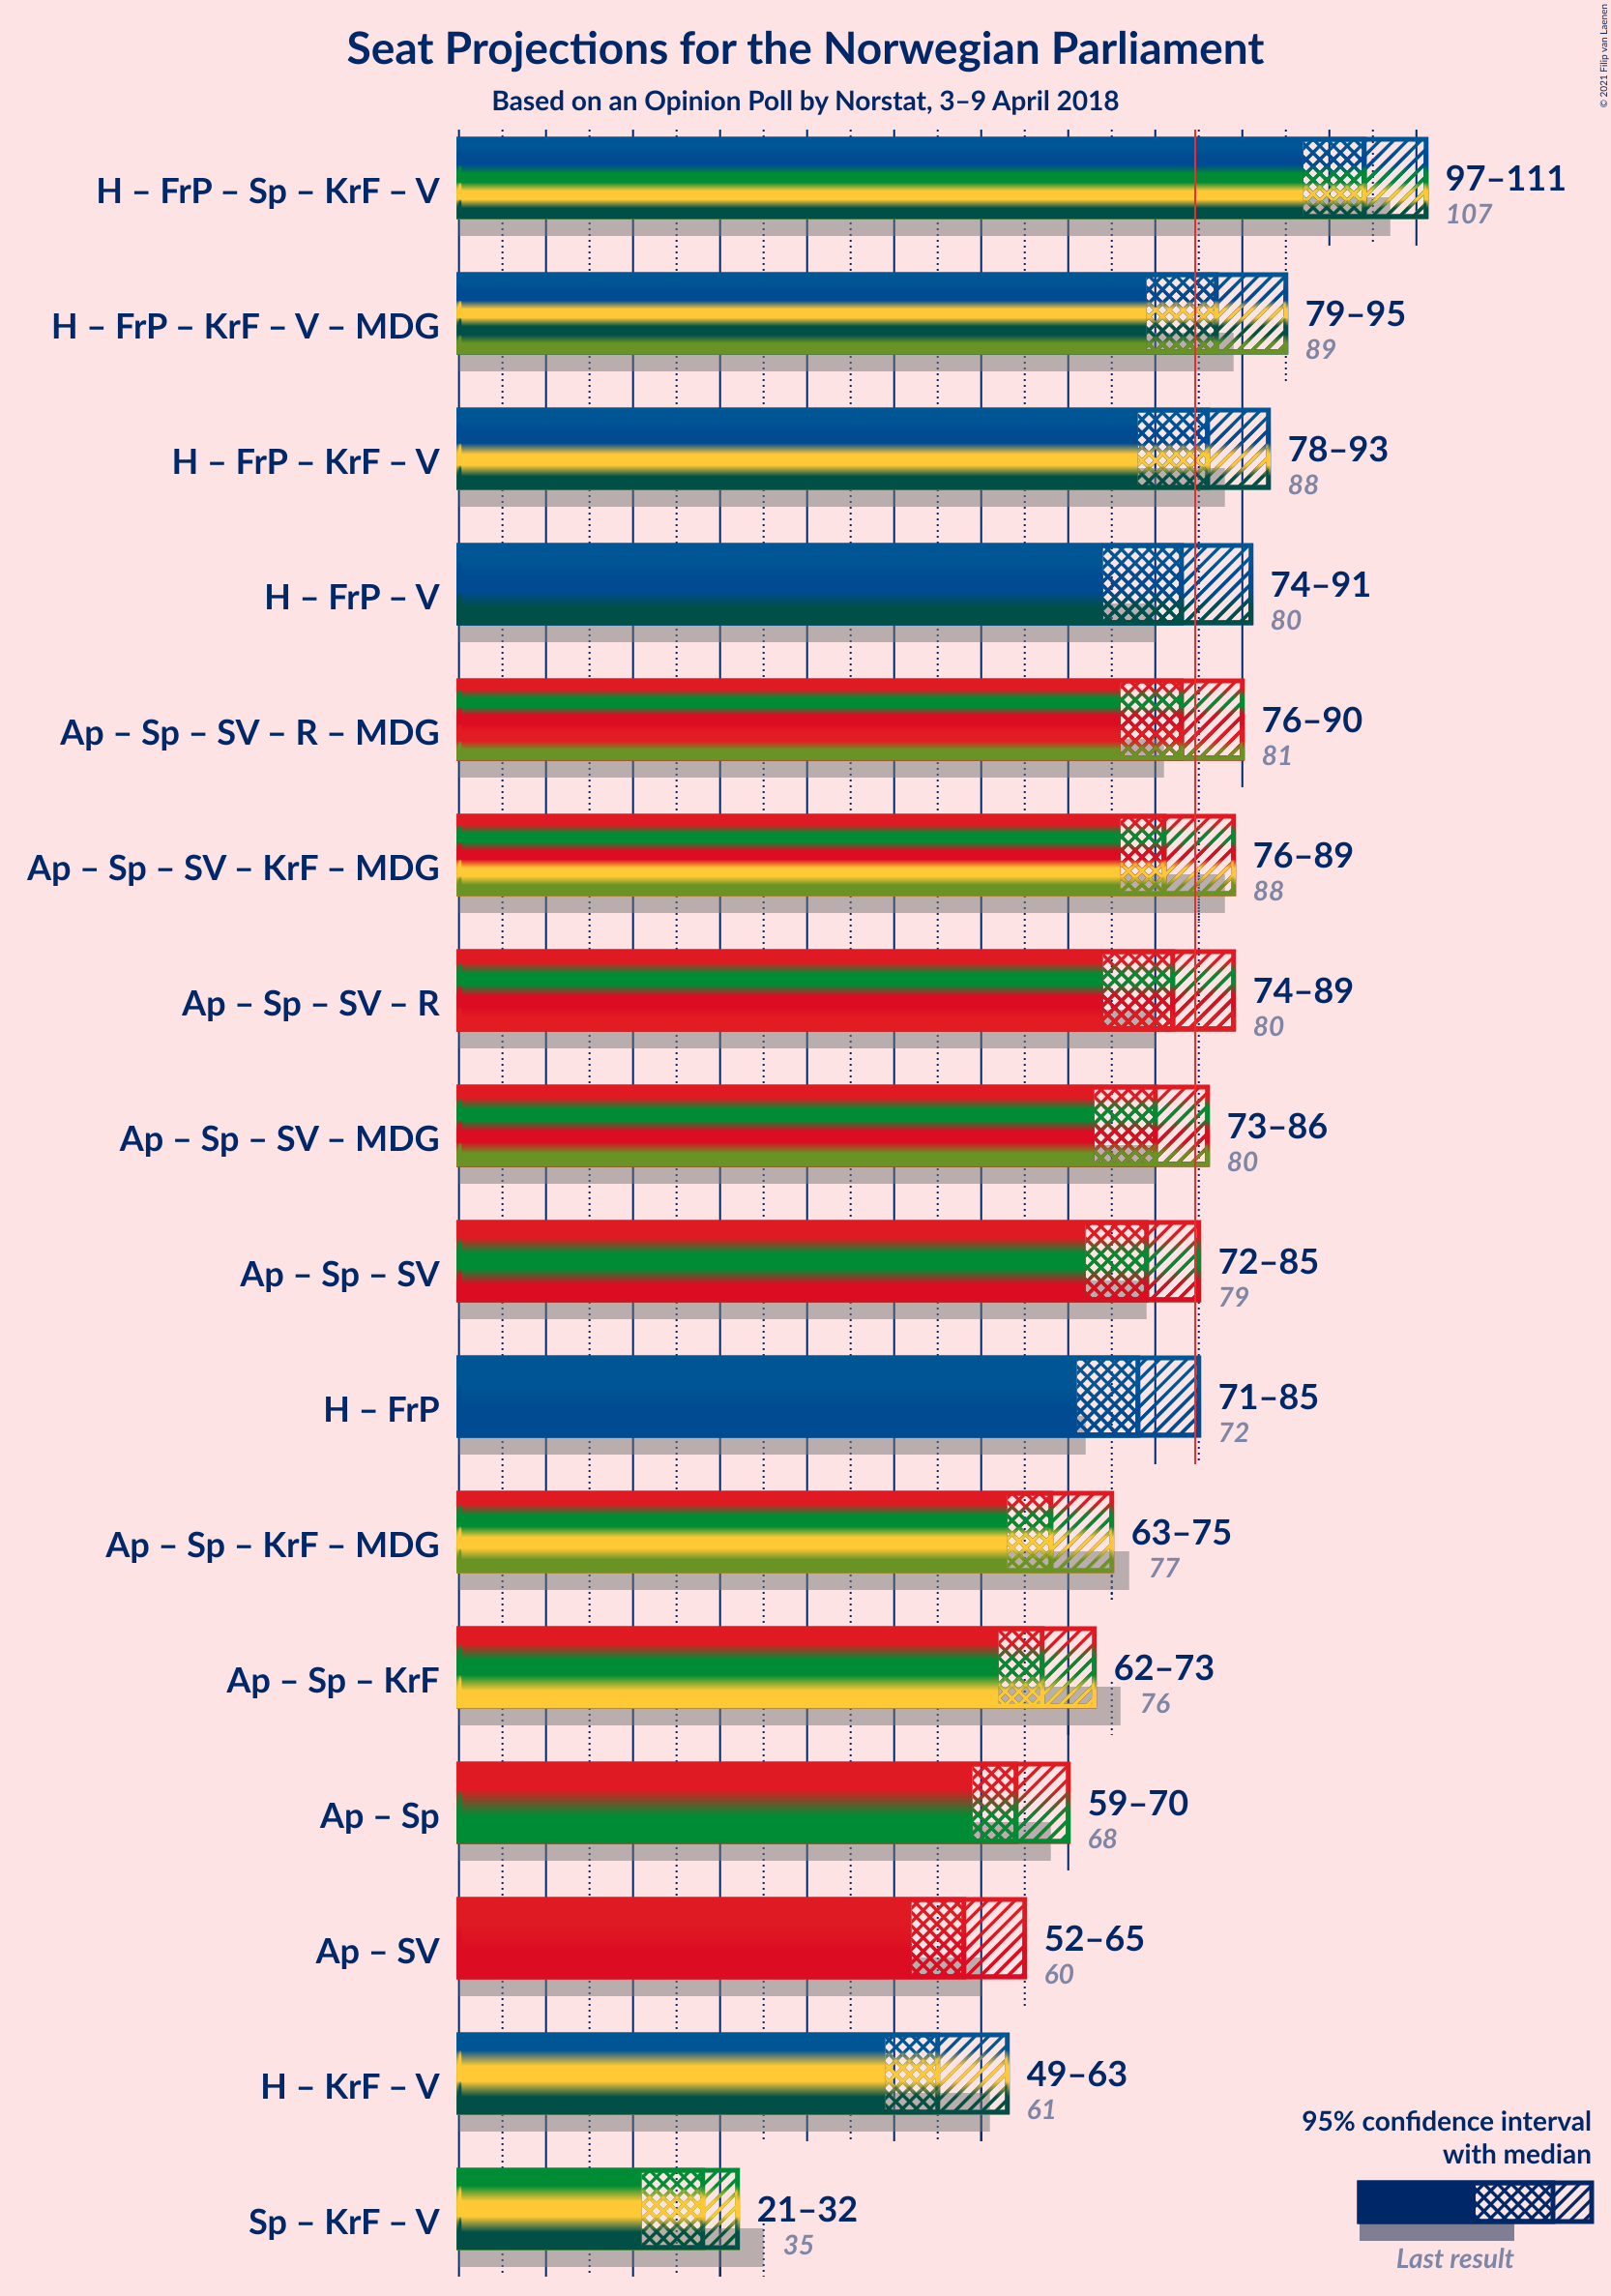 Seat Projections for the Norwegian Parliament
Based on an Opinion Poll by Norstat, 3–9 April 2018
© 2021 Filip van Laenen
H – FrP – Sp – KrF – V
97–111
107
H – FrP – KrF – V – MDG
79–95
89
H – FrP – KrF – V
78–93
88
H – FrP – V
74–91
80
Ap – Sp – SV – R – MDG
76–90
81
Ap – Sp – SV – KrF – MDG
76–89
88
Ap – Sp – SV – R
74–89
80
Ap – Sp – SV – MDG
73–86
80
Ap – Sp – SV
72–85
79
H – FrP
71–85
72
Ap – Sp – KrF – MDG
63–75
77
Ap – Sp – KrF
62–73
76
Ap – Sp
59–70
68
Ap – SV
52–65
60
H – KrF – V
49–63
61
Sp – KrF – V
21–32
35
95% confidence interval
with median
Last result